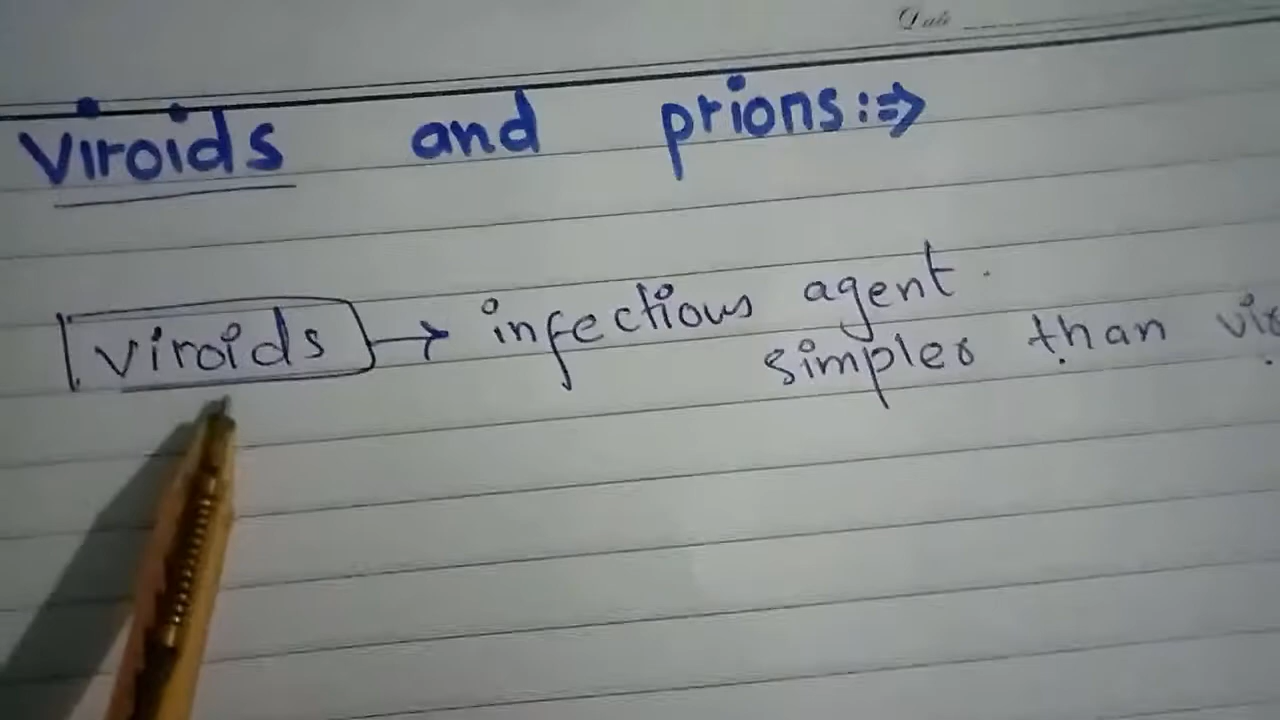 Date
Viroids and prions:⇒
viroids → infectious agent.
simpler than